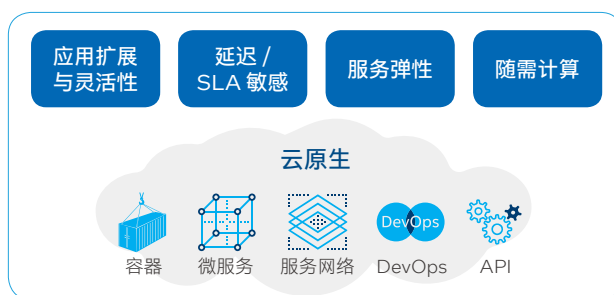 应用扩展
与灵活性
延迟 /
SLA 敏感
服务弹性
随需计算
云原生
DevOps
容器
微服务
服务网络
DevOps
API